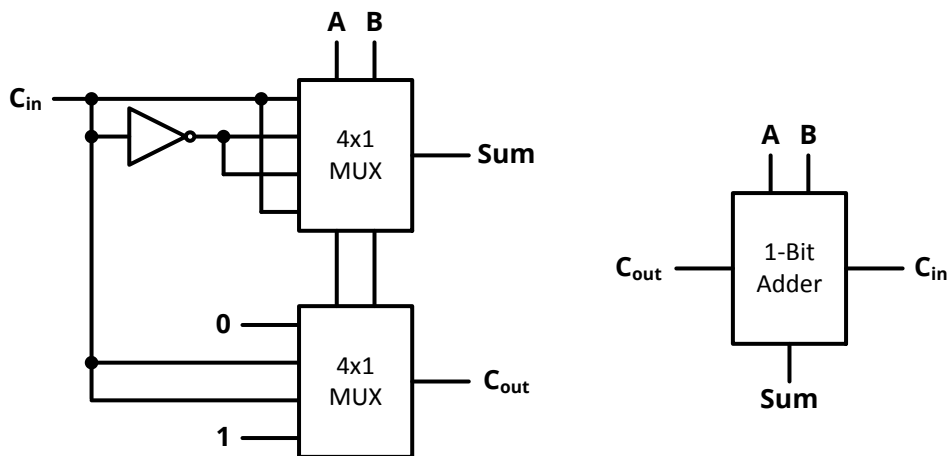 A B
C_in
4x1
MUX
Sum
0
4x1
MUX
C_out
1
A B
C_out
1-Bit
Adder
C_in
Sum